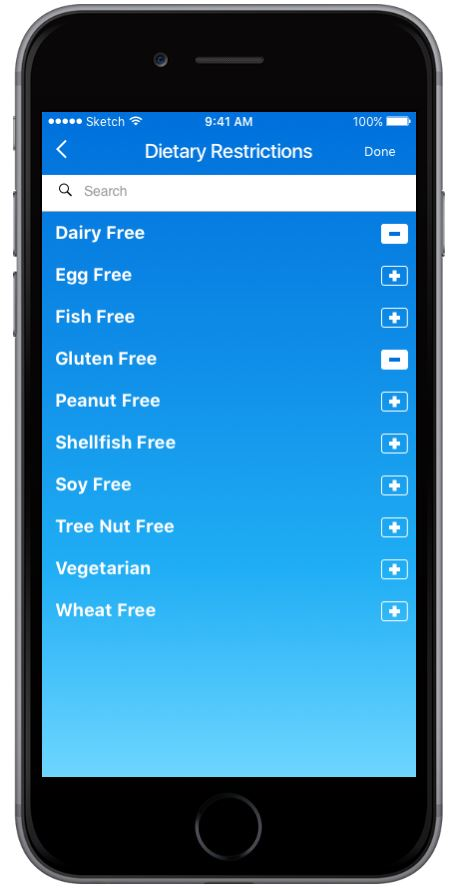 Sketch 9:41 AM 100%
Dietary Restrictions Done
Search
Dairy Free
Egg Free
Fish Free
Gluten Free
Peanut Free
Shellfish Free
Soy Free
Tree Nut Free
Vegetarian
Wheat Free